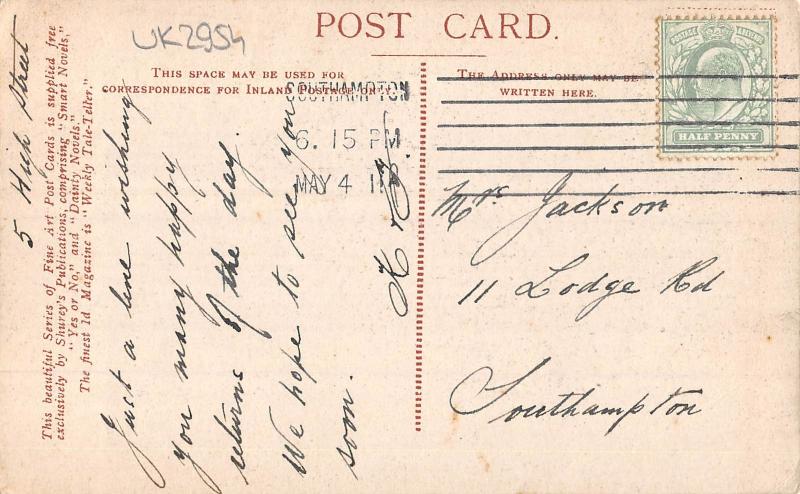 POST CARD.
UK2954
THIS SPACE MAY BE USED FOR
CORRESPONDENCE FOR INLAND POSTAGE ONLY.
THE ADDRESS ONLY MAY BE
WRITTEN HERE.
POSTAGE REVENUE
HALF PENNY
SOUTHAMPTON
6. 15 PM
MAY 4
This beautiful Series of Fine Art Post Cards is supplied free
exclusively by Shurey's Publications, comprising "Smart Novels,"
"Yes or No," and "Dainty Novels."
The finest 1d Magazine is "Weekly Tale-Teller."
5 High Street
Just a line wishing
you many happy
returns of the day.
We hope to see you
soon.
Mrs Jackson
11 Lodge Rd
Southampton